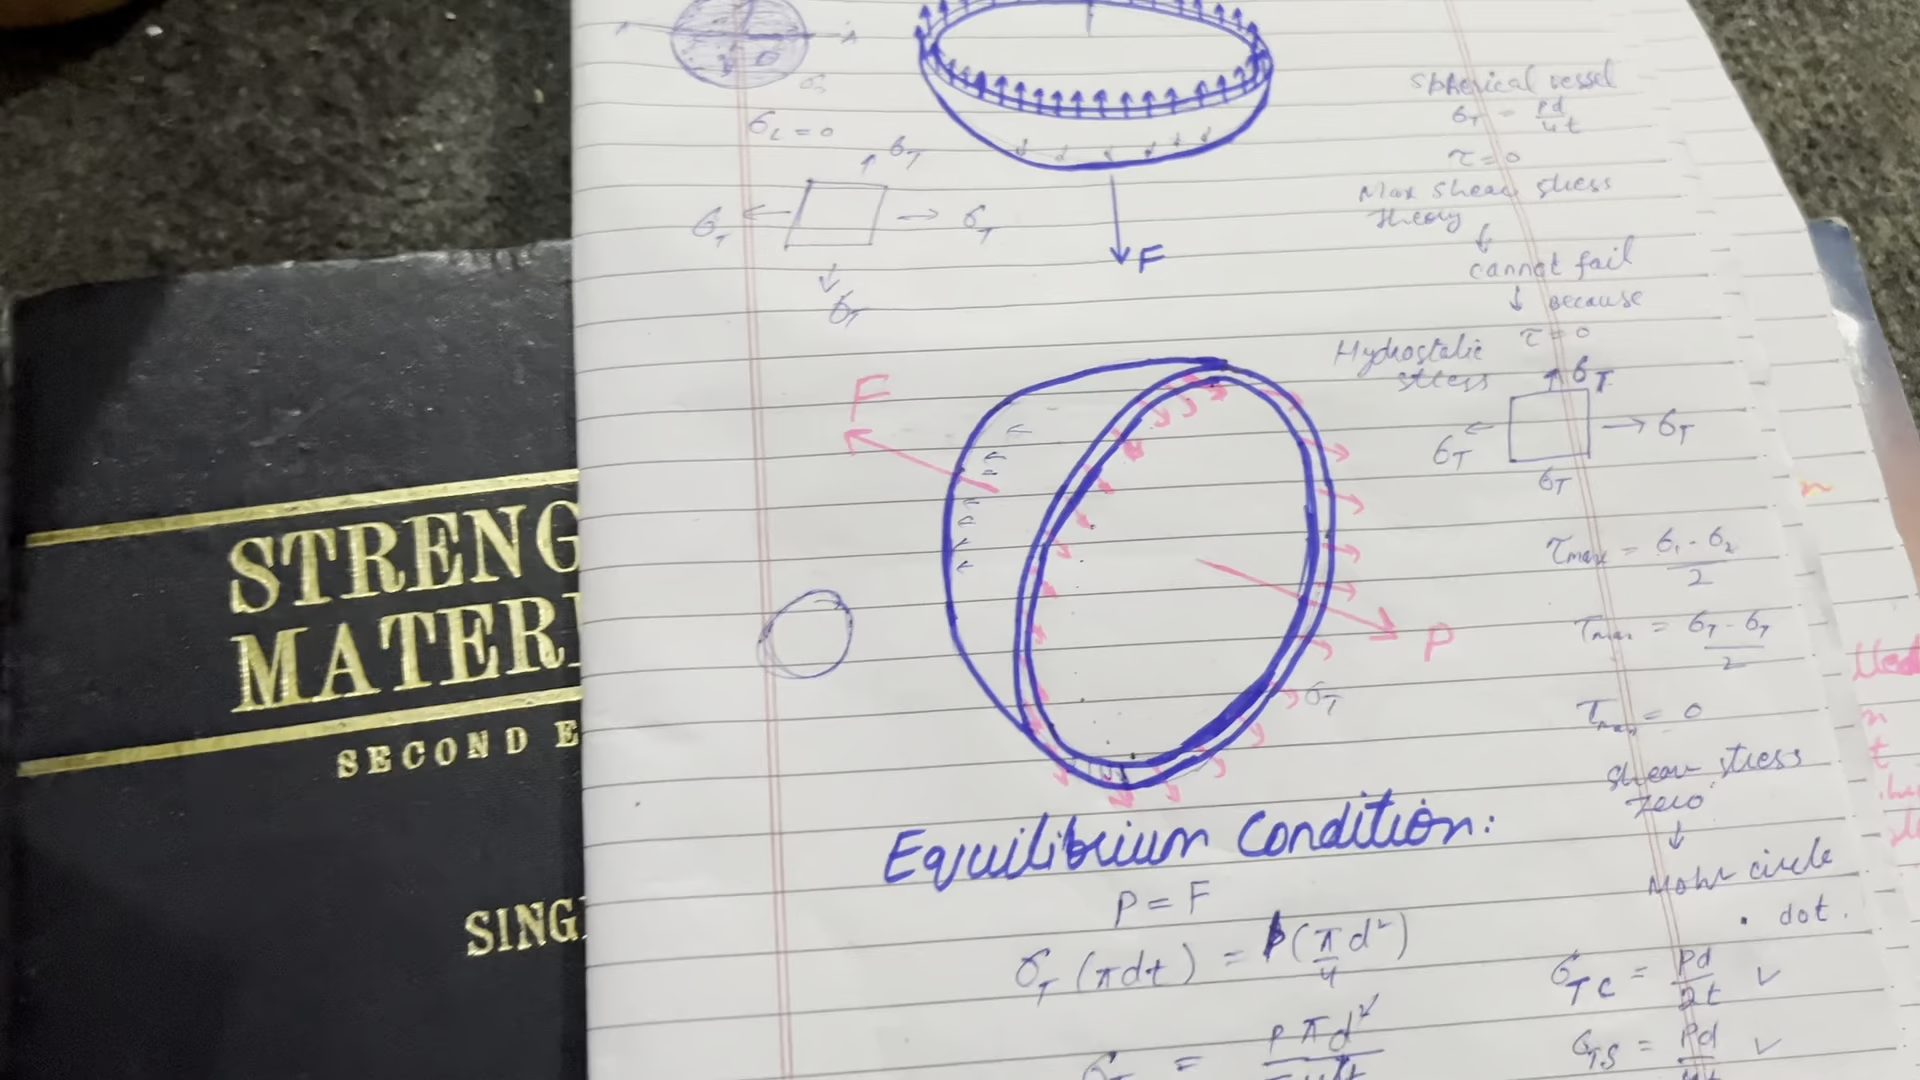 STRENG
MATERI
SECOND E
SING
σL = 0
σT
σT
σT
σT
F
Spherical vessel
σT = Pd/4t
τ = 0
Max shear stress
theory
↓
cannot fail
↓ because
τ = 0
Hydrostatic
stress
σT
σT
σT
σT
F
P
σT
τmax = σ1 - σ2/2
τmax = σT - σT/2
τmax = 0
Shear stress
zero
↓
Mohr circle
. dot.
Equilibrium Condition:
P = F
σT (πdt) = P(π/4 d²)
σTC = Pd/2t ✓
σTS = Pd/4t ✓